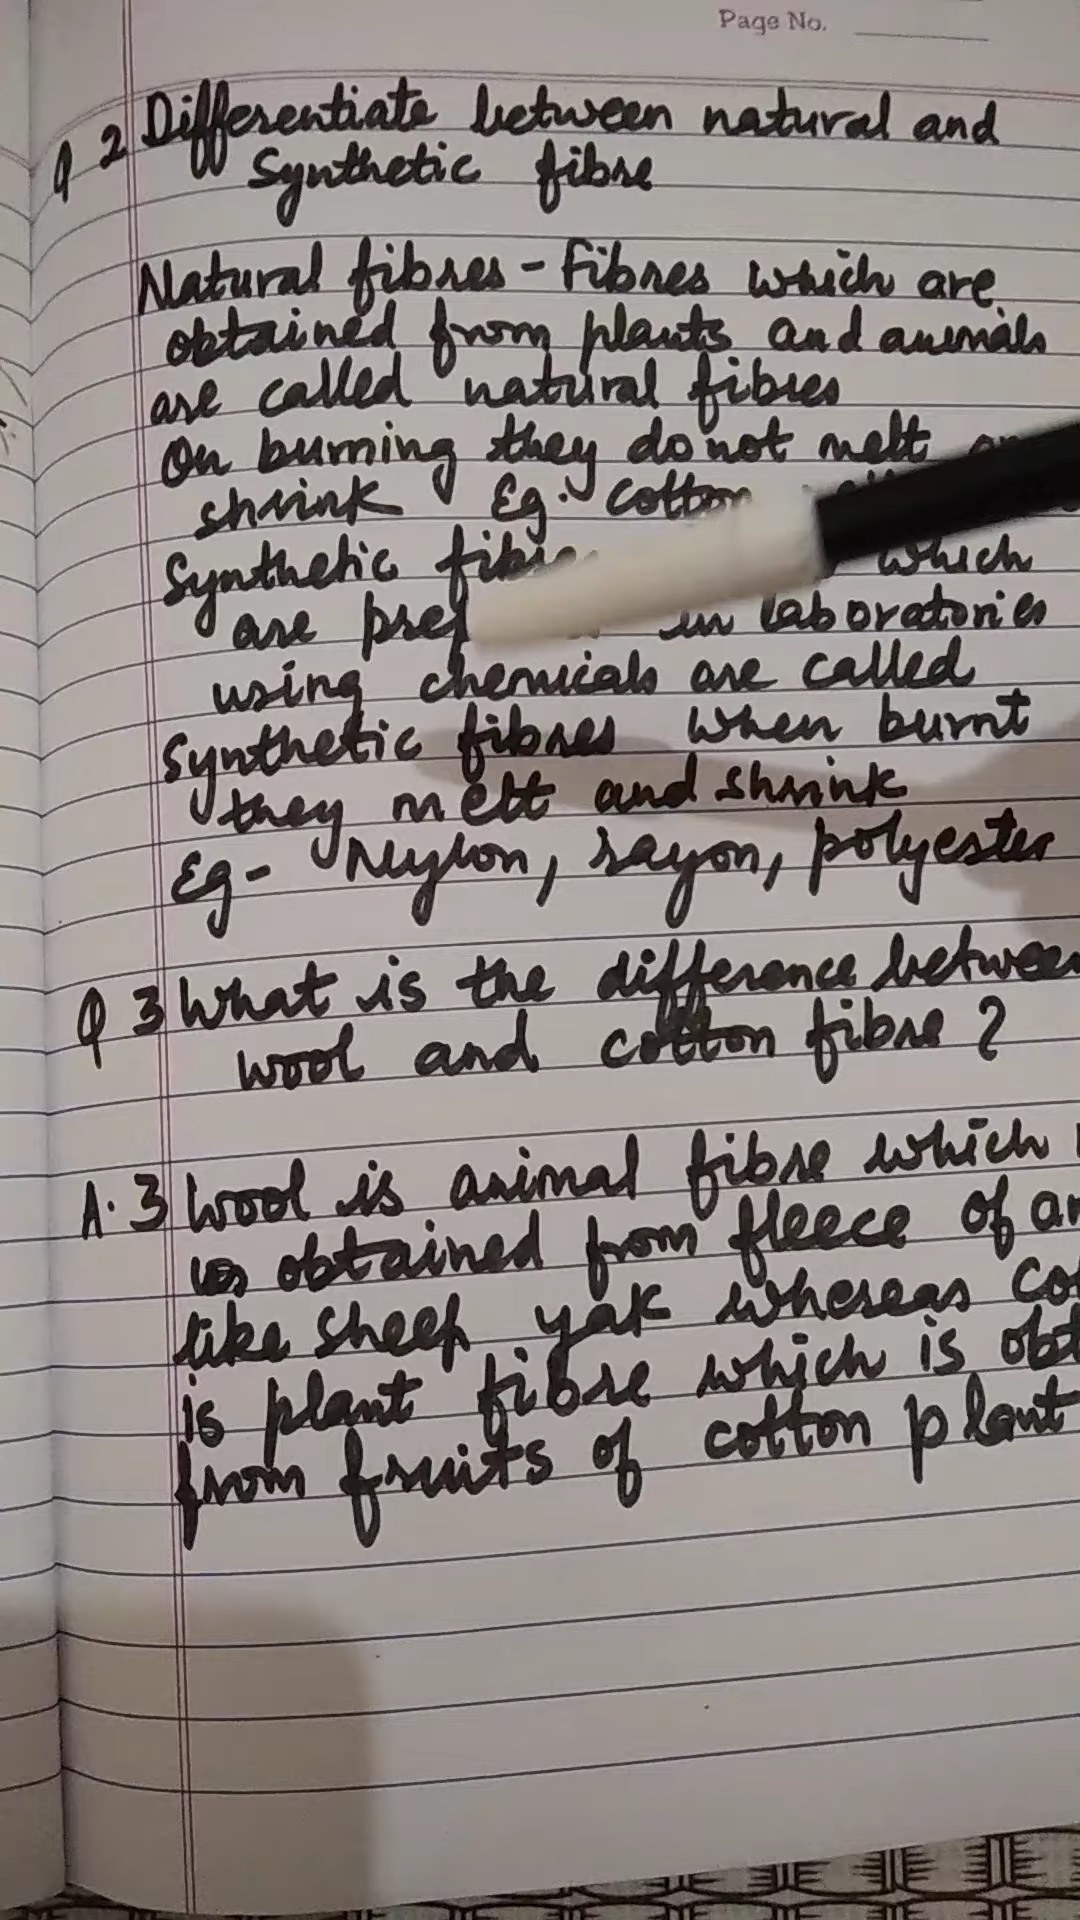 Page No.
Q 2 Differentiate between natural and
Synthetic fibre
Natural fibres - Fibres which are
obtained from plants and animals
are called natural fibres
On burning they do not melt
shrink Eg. cotton
Synthetic which
are in laboratories
using chemicals are called
Synthetic fibres when burnt
they melt and shrink
Eg - Nylon, rayon, polyester
Q 3 What is the difference between
wool and cotton fibre ?
A. 3 Wool is animal fibre which
is obtained from fleece of
like sheep yak whereas
is plant fibre which is
from fruits of cotton plant